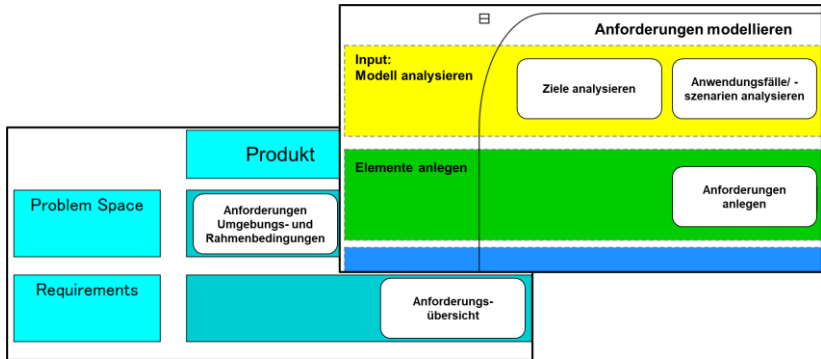 Anforderungen modellieren
Input:
Modell analysieren
Ziele analysieren
Anwendungsfälle/ -
szenarien analysieren
Elemente anlegen
Anforderungen
anlegen
Produkt
Problem Space
Anforderungen
Umgebungs- und
Rahmenbedingungen
Requirements
Anforderungs-
übersicht